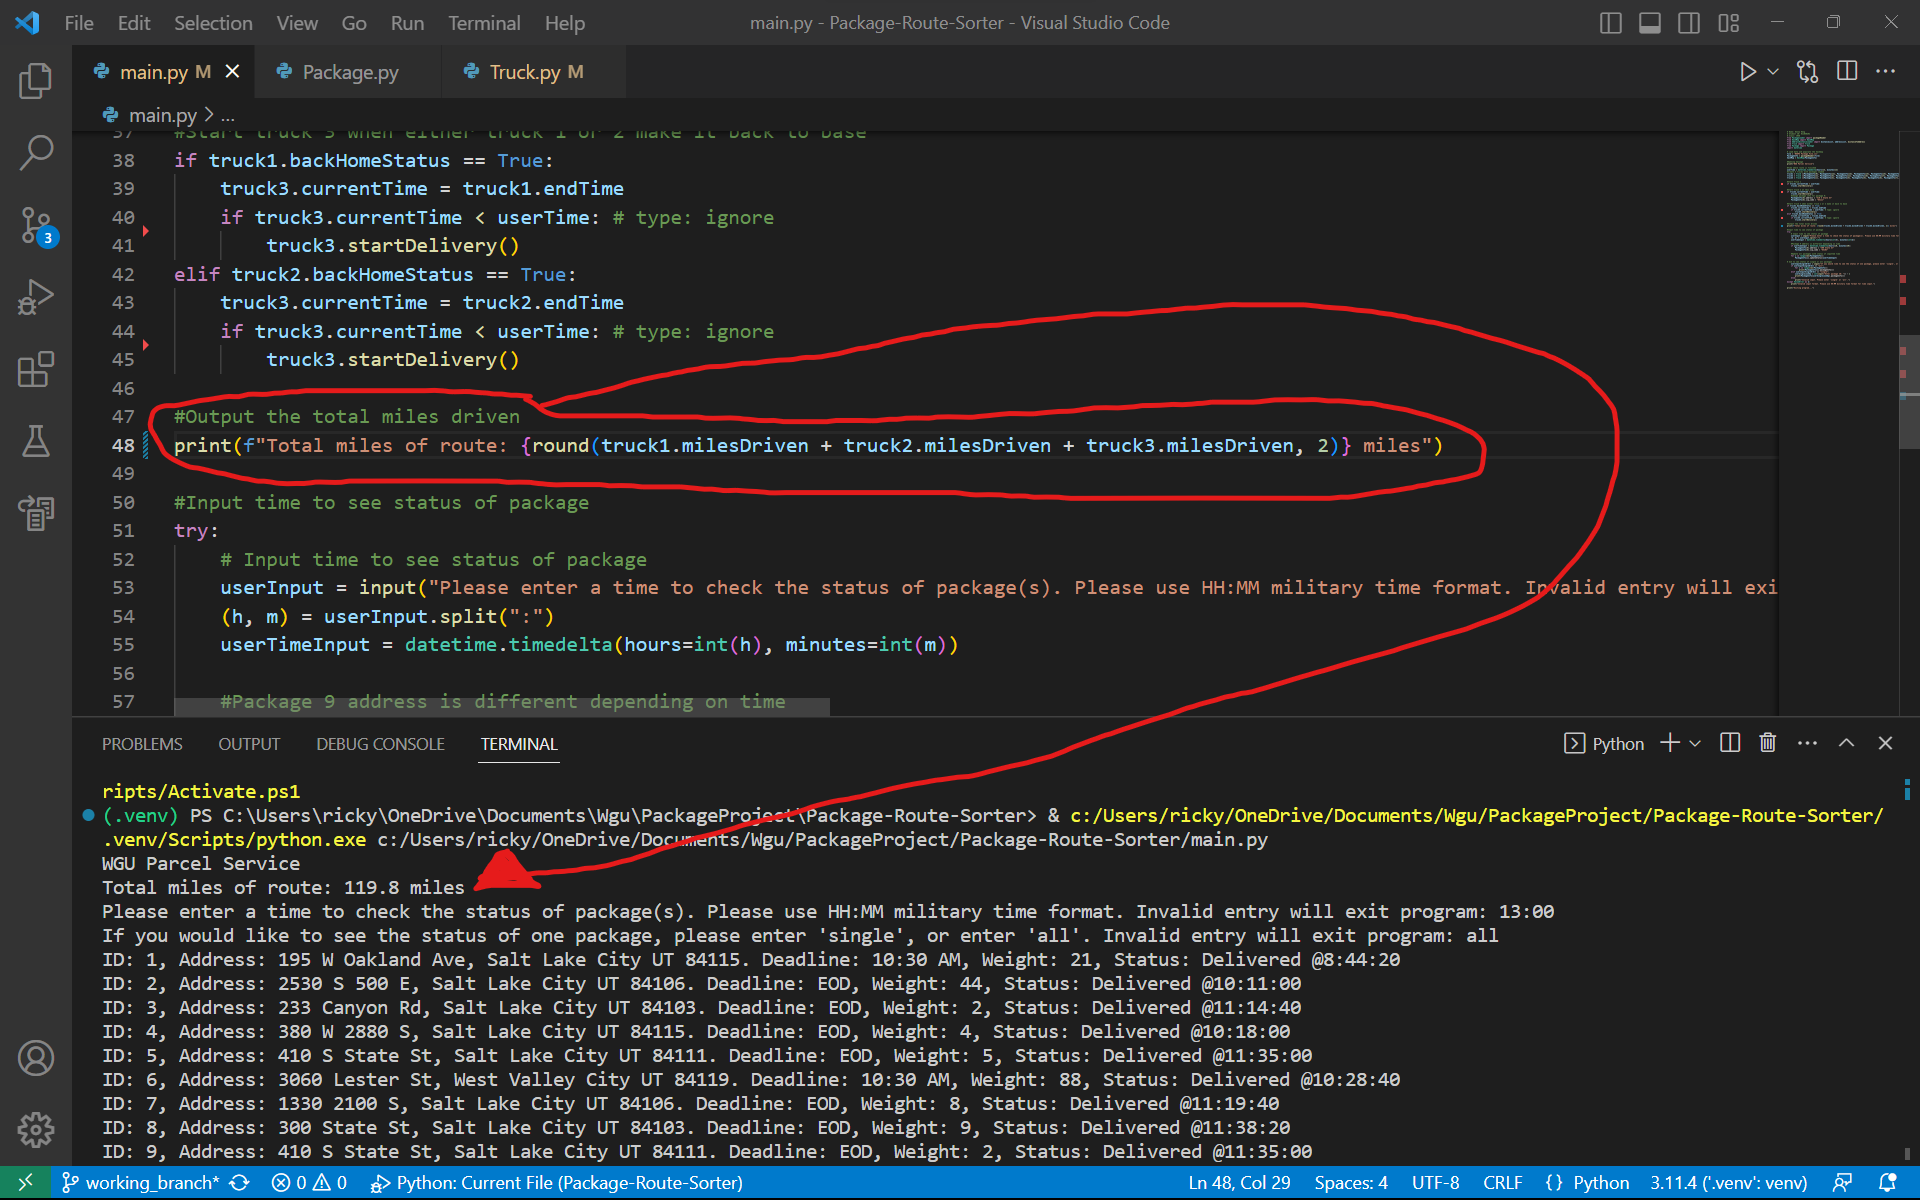 File Edit Selection View Go Run Terminal Help main.py - Package-Route-Sorter - Visual Studio Code
main.py M Package.py Truck.py M
main.py > ...
37 #Start truck 3 when either truck 1 or 2 make it back to base
38 if truck1.backHomeStatus == True:
39 truck3.currentTime = truck1.endTime
40 if truck3.currentTime < userTime: # type: ignore
41 truck3.startDelivery()
42 elif truck2.backHomeStatus == True:
43 truck3.currentTime = truck2.endTime
44 if truck3.currentTime < userTime: # type: ignore
45 truck3.startDelivery()
46
47 #Output the total miles driven
48 print(f"Total miles of route: {round(truck1.milesDriven + truck2.milesDriven + truck3.milesDriven, 2)} miles")
49
50 #Input time to see status of package
51 try:
52 # Input time to see status of package
53 userInput = input("Please enter a time to check the status of package(s). Please use HH:MM military time format. Invalid entry will exi
54 (h, m) = userInput.split(":")
55 userTimeInput = datetime.timedelta(hours=int(h), minutes=int(m))
56
57 #Package 9 address is different depending on time
3
PROBLEMS OUTPUT DEBUG CONSOLE TERMINAL Python
ripts/Activate.ps1
(.venv) PS C:\Users\ricky\OneDrive\Documents\Wgu\PackageProject\Package-Route-Sorter> & c:/Users/ricky/OneDrive/Documents/Wgu/PackageProject/Package-Route-Sorter/
.venv/Scripts/python.exe c:/Users/ricky/OneDrive/Documents/Wgu/PackageProject/Package-Route-Sorter/main.py
WGU Parcel Service
Total miles of route: 119.8 miles
Please enter a time to check the status of package(s). Please use HH:MM military time format. Invalid entry will exit program: 13:00
If you would like to see the status of one package, please enter 'single', or enter 'all'. Invalid entry will exit program: all
ID: 1, Address: 195 W Oakland Ave, Salt Lake City UT 84115. Deadline: 10:30 AM, Weight: 21, Status: Delivered @8:44:20
ID: 2, Address: 2530 S 500 E, Salt Lake City UT 84106. Deadline: EOD, Weight: 44, Status: Delivered @10:11:00
ID: 3, Address: 233 Canyon Rd, Salt Lake City UT 84103. Deadline: EOD, Weight: 2, Status: Delivered @11:14:40
ID: 4, Address: 380 W 2880 S, Salt Lake City UT 84115. Deadline: EOD, Weight: 4, Status: Delivered @10:18:00
ID: 5, Address: 410 S State St, Salt Lake City UT 84111. Deadline: EOD, Weight: 5, Status: Delivered @11:35:00
ID: 6, Address: 3060 Lester St, West Valley City UT 84119. Deadline: 10:30 AM, Weight: 88, Status: Delivered @10:28:40
ID: 7, Address: 1330 2100 S, Salt Lake City UT 84106. Deadline: EOD, Weight: 8, Status: Delivered @11:19:40
ID: 8, Address: 300 State St, Salt Lake City UT 84103. Deadline: EOD, Weight: 9, Status: Delivered @11:38:20
ID: 9, Address: 410 S State St, Salt Lake City UT 84111. Deadline: EOD, Weight: 2, Status: Delivered @11:35:00
working_branch* 0 0 Python: Current File (Package-Route-Sorter) Ln 48, Col 29 Spaces: 4 UTF-8 CRLF {} Python 3.11.4 ('.venv': venv)